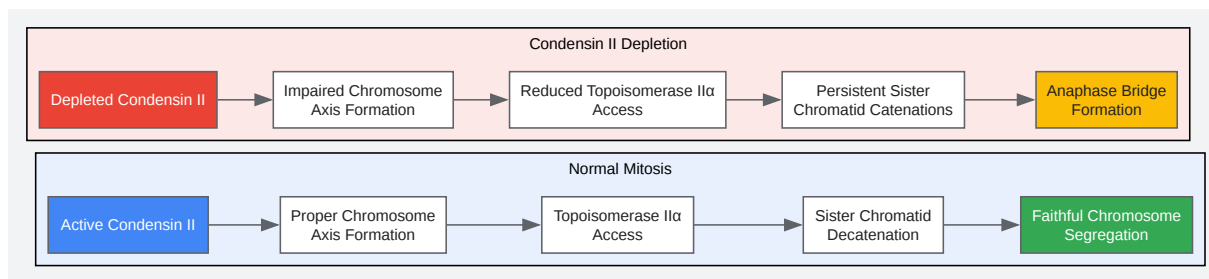 Condensin II Depletion
Depleted Condensin II
Impaired Chromosome
Axis Formation
Reduced Topoisomerase IIα
Access
Persistent Sister
Chromatid Catenations
Anaphase Bridge
Formation
Normal Mitosis
Active Condensin II
Proper Chromosome
Axis Formation
Topoisomerase IIα
Access
Sister Chromatid
Decatenation
Faithful Chromosome
Segregation